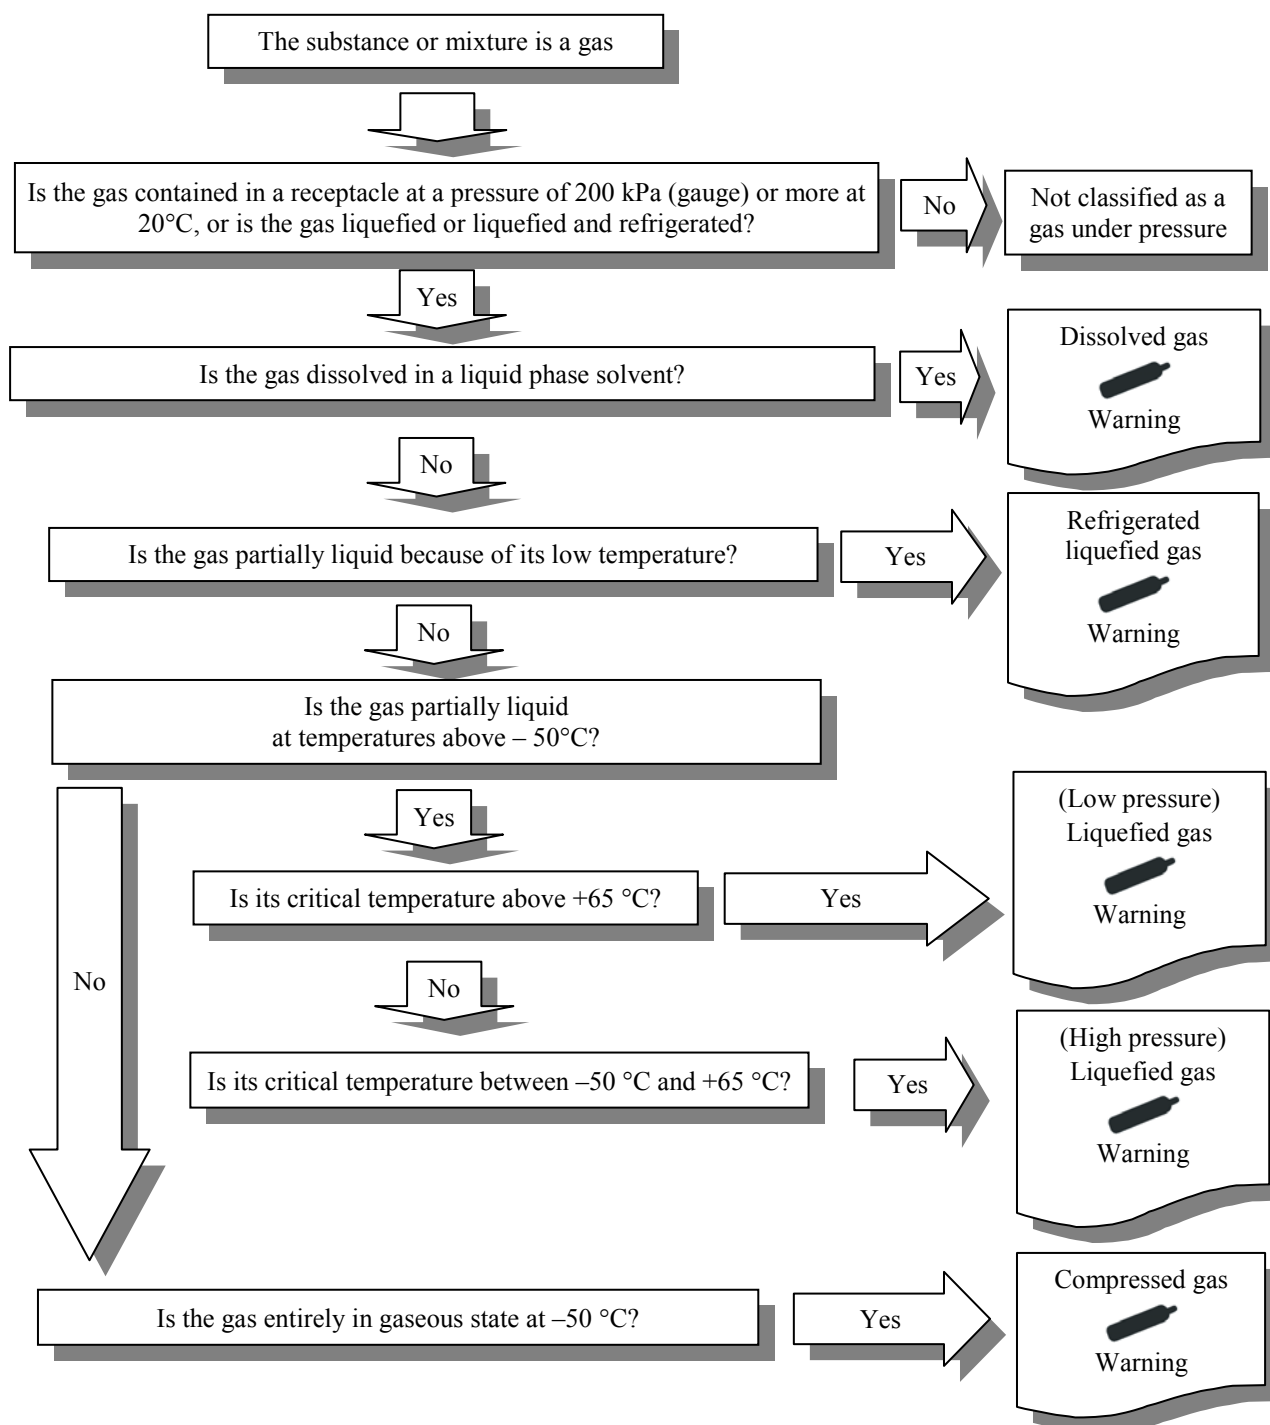 The substance or mixture is a gas
Is the gas contained in a receptacle at a pressure of 200 kPa (gauge) or more at
20°C, or is the gas liquefied or liquefied and refrigerated?
No
Not classified as a
gas under pressure
Yes
Is the gas dissolved in a liquid phase solvent?
Yes
Dissolved gas
Warning
No
Is the gas partially liquid because of its low temperature?
Yes
Refrigerated
liquefied gas
Warning
No
Is the gas partially liquid
at temperatures above – 50°C?
Yes
Is its critical temperature above +65 °C?
Yes
(Low pressure)
Liquefied gas
Warning
No
No
Is its critical temperature between –50 °C and +65 °C?
Yes
(High pressure)
Liquefied gas
Warning
Is the gas entirely in gaseous state at –50 °C?
Yes
Compressed gas
Warning